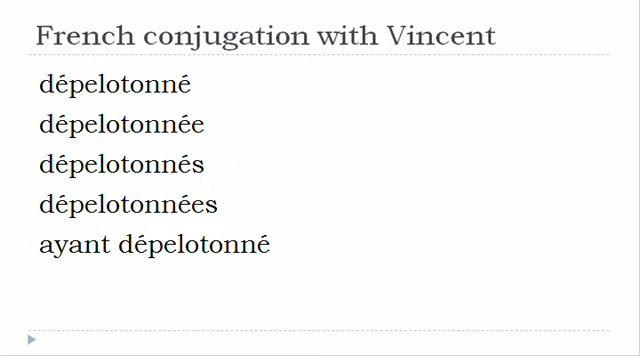 French conjugation with Vincent
dépelotonné
dépelotonnée
dépelotonnés
dépelotonnées
ayant dépelotonné